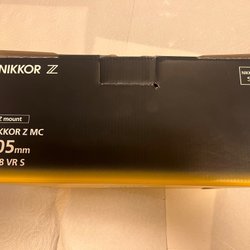 NIKKOR Z
Z mount
KKOR Z MC
05mm
8 VR S